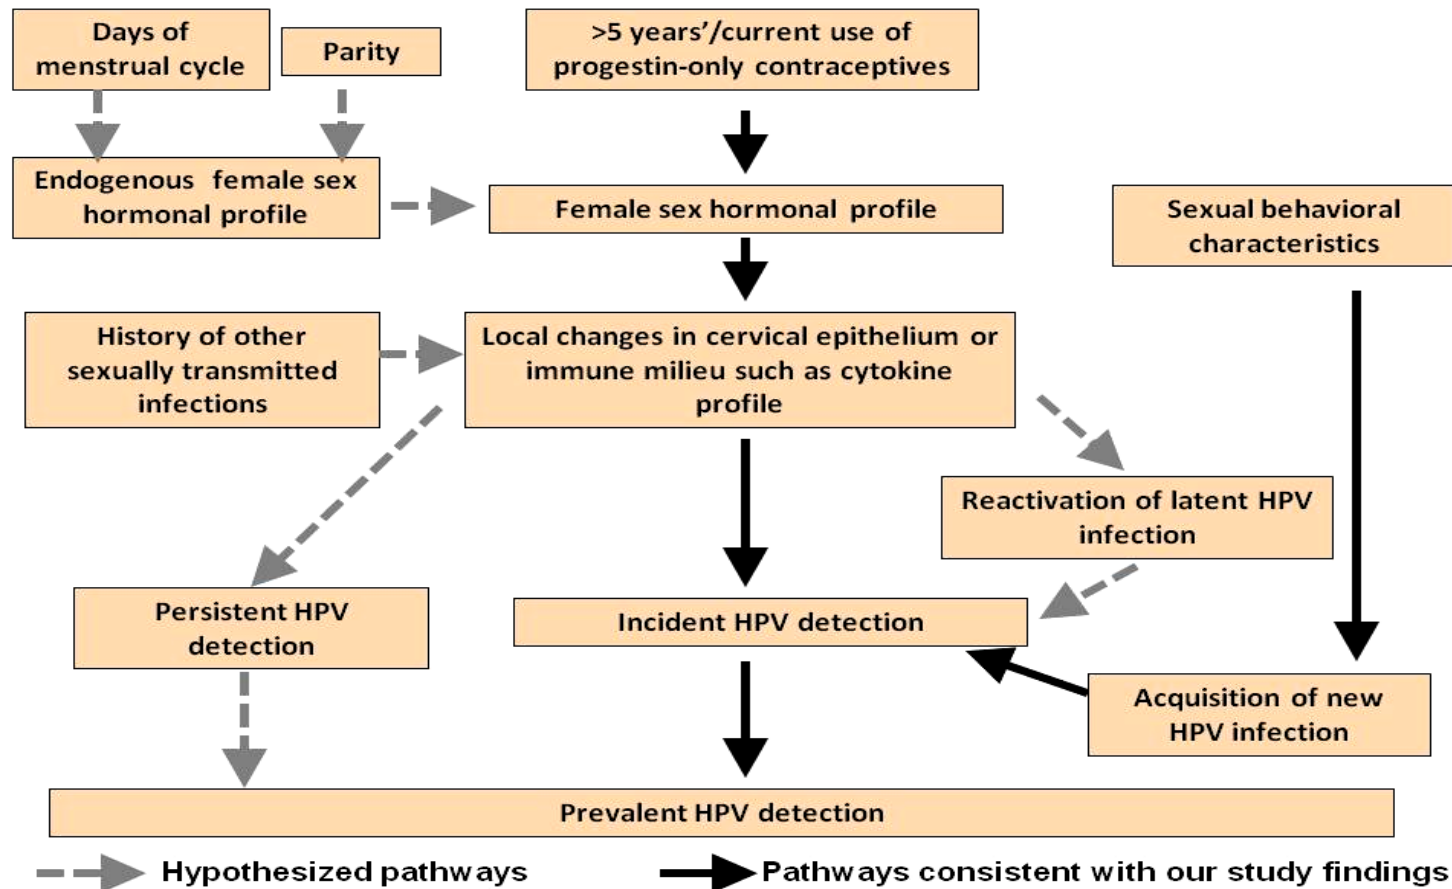 Days of
menstrual cycle
Parity
>5 years’/current use of
progestin-only contraceptives
Endogenous female sex
hormonal profile
Female sex hormonal profile
Sexual behavioral
characteristics
History of other
sexually transmitted
infections
Local changes in cervical epithelium or
immune milieu such as cytokine
profile
Reactivation of latent HPV
infection
Persistent HPV
detection
Incident HPV detection
Acquisition of new
HPV infection
Prevalent HPV detection
Hypothesized pathways
Pathways consistent with our study findings